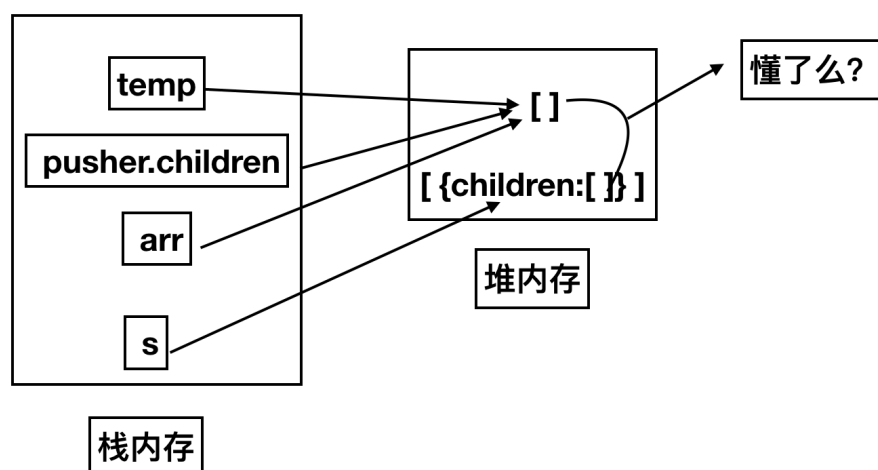 temp
pusher.children
arr
s
栈内存
[ ]
[ {children:[ ]} ]
堆内存
懂了么?